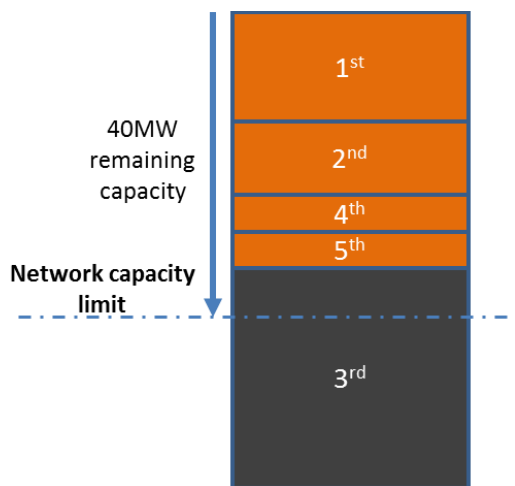 1st
2nd
4th
5th
3rd
40MW
remaining
capacity
Network capacity
limit